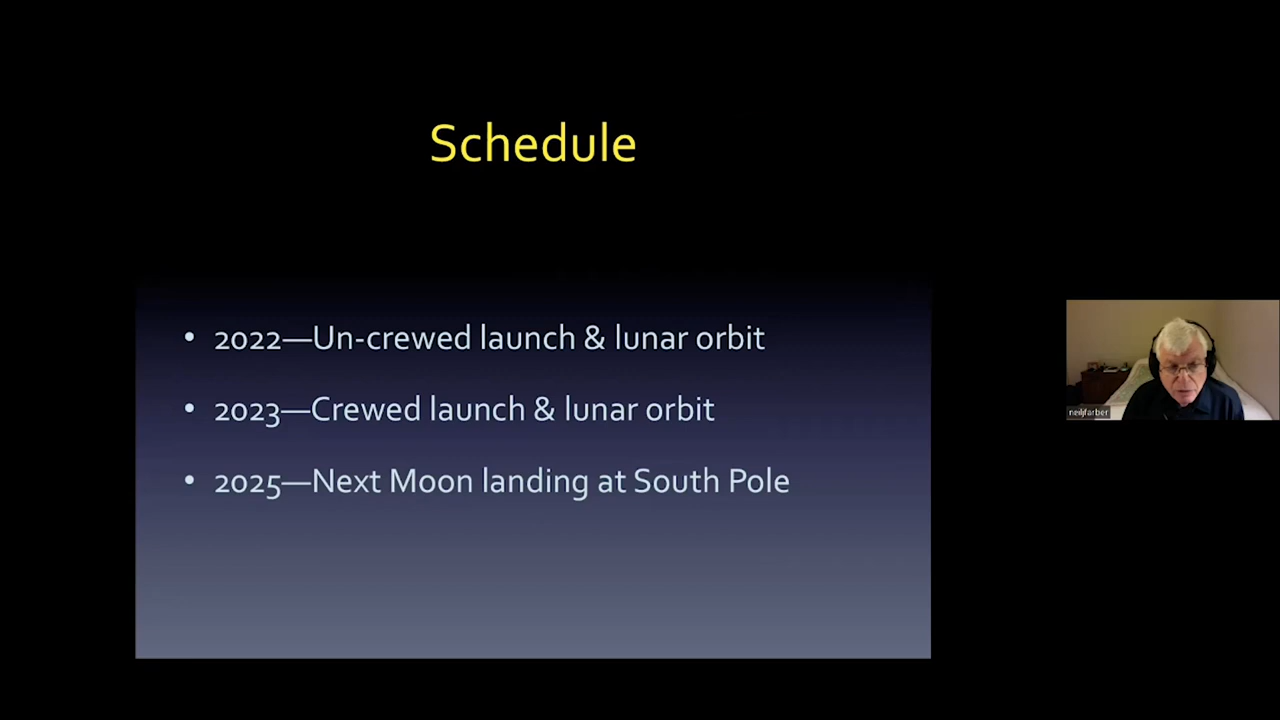 Schedule
• 2022—Un-crewed launch & lunar orbit
• 2023—Crewed launch & lunar orbit
• 2025—Next Moon landing at South Pole
neiljfarber